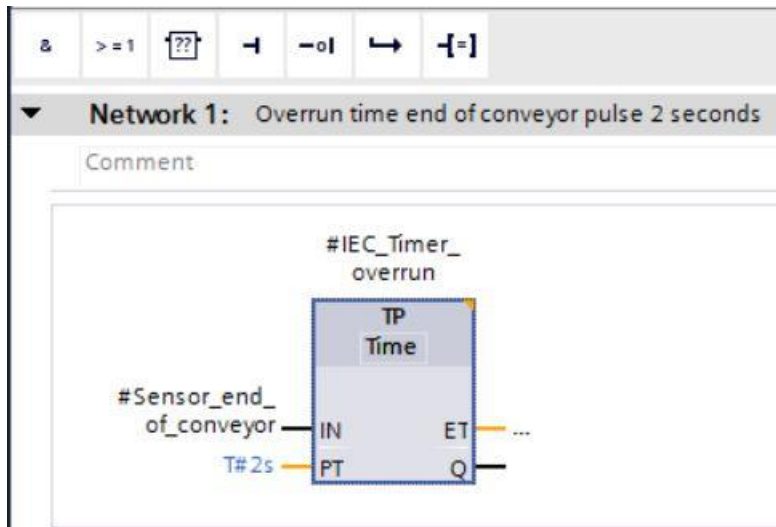 & >=1 ?? ⊣ –o| ↦ -[=]
Network 1: Overrun time end of conveyor pulse 2 seconds
Comment
#IEC_Timer_
overrun
TP
Time
#Sensor_end_
of_conveyor
IN ET ...
T#2s PT Q